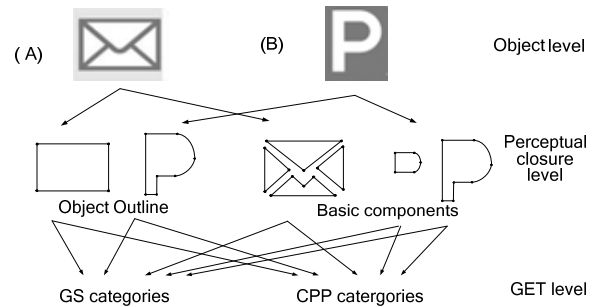 ( A)
(B)
P
Object level
Perceptual
closure
level
Object Outline
Basic components
GS categories
CPP catergories
GET level